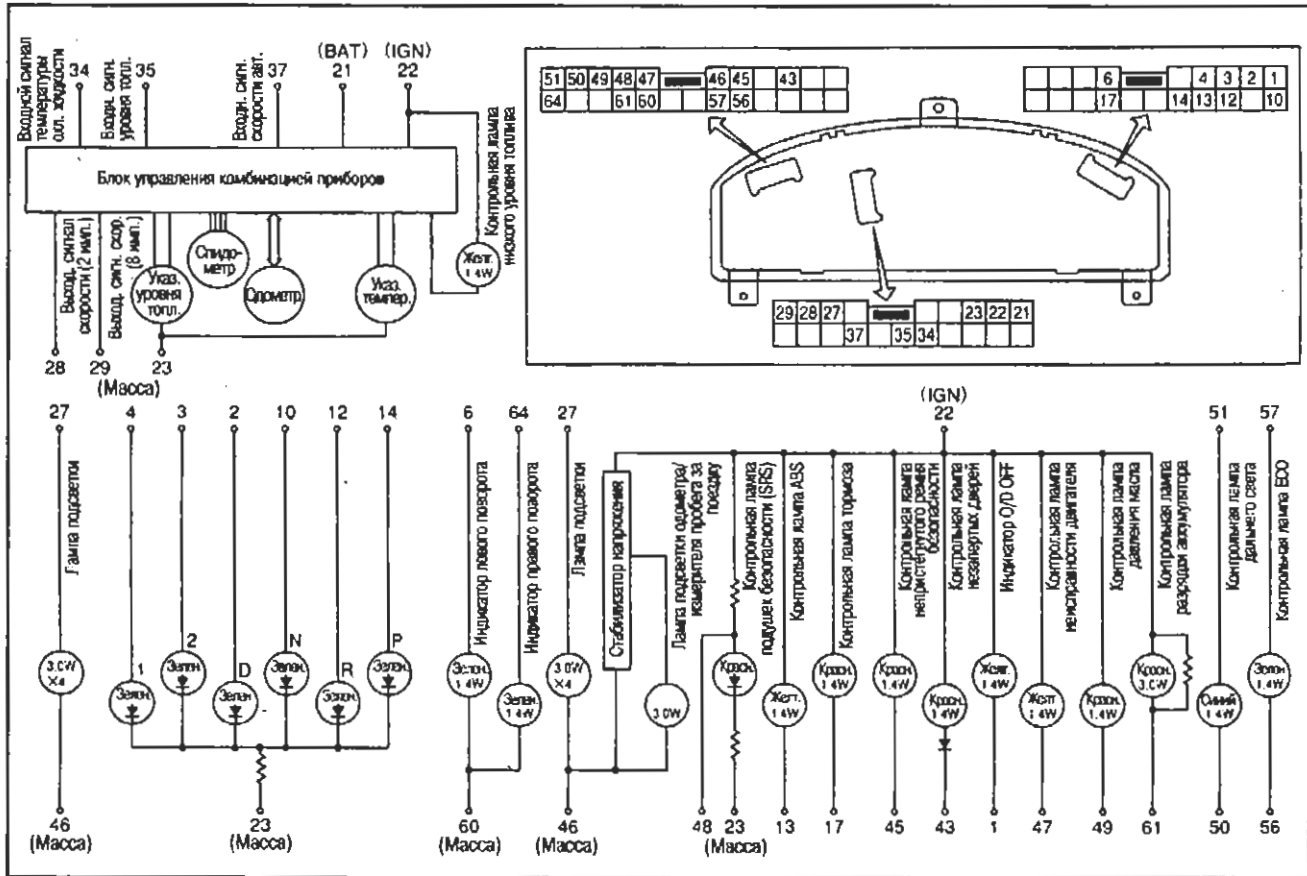 Входной сигнал
температуры
охл. жидкости
34
Входн. сигн.
уровня топл.
35
Входн. сигн.
скорости авт.
37
(BAT)
21
(IGN)
22
Контрольная лампа
низкого уровня топлива
Блок управления комбинацией приборов
Выход. сигнал
скорости (2 имп.)
Выход. сигн. скор.
(8 имп.)
Указ.
уровня
топл.
Спидо-
метр
Одометр
Указ.
темпер.
Желт.
1.4W
28
29
23
(Масса)
51 50 49 48 47 46 45 43
64 61 60 57 56
6 4 3 2 1
17 14 13 12 10
29 28 27 23 22 21
37 35 34
27
Лампа подсветки
3.0W
×4
46
(Масса)
4
3
2
10
12
14
1
Зелен.
2
Зелен.
D
Зелен.
N
Зелен.
R
Зелен.
P
Зелен.
23
(Масса)
6
Индикатор левого поворота
Зелен.
1.4W
64
Индикатор правого поворота
Зелен.
1.4W
60
(Масса)
27
Лампа подсветки
3.0W
×4
46
(Масса)
Стабилизатор напряжения
Лампа подсветки одометра/
измерителя пробега за
поездку
3.0W
(IGN)
22
Контрольная лампа
подушек безопасности (SRS)
Красн.
48
23
(Масса)
Контрольная лампа ABS
Желт.
1.4W
13
Контрольная лампа тормоза
Красн.
1.4W
17
Контрольная лампа
непристегнутого ремня
безопасности
Красн.
1.4W
45
Контрольная лампа
незапертых дверей
Красн.
1.4W
43
Индикатор O/D OFF
Желт.
1.4W
1
Контрольная лампа
неисправности двигателя
Желт.
1.4W
47
Контрольная лампа
давления масла
Красн.
1.4W
49
Контрольная лампа
разрядки аккумулятора
Красн.
3.0W
61
51
Контрольная лампа
дальнего света
Синий
1.4W
50
57
Контрольная лампа ECO
Зелен.
1.4W
56